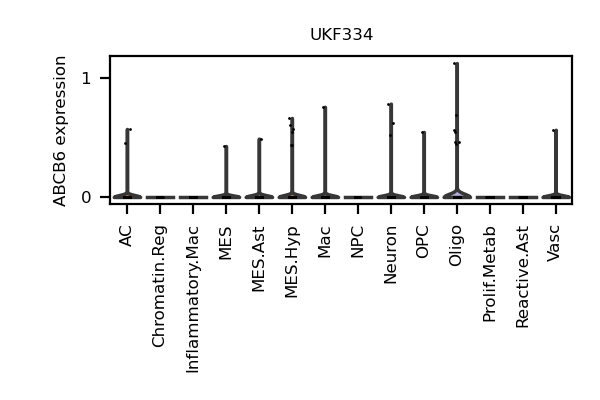 UKF334
ABCB6 expression
1
0
AC
Chromatin.Reg
Inflammatory.Mac
MES
MES.Ast
MES.Hyp
Mac
NPC
Neuron
OPC
Oligo
Prolif.Metab
Reactive.Ast
Vasc